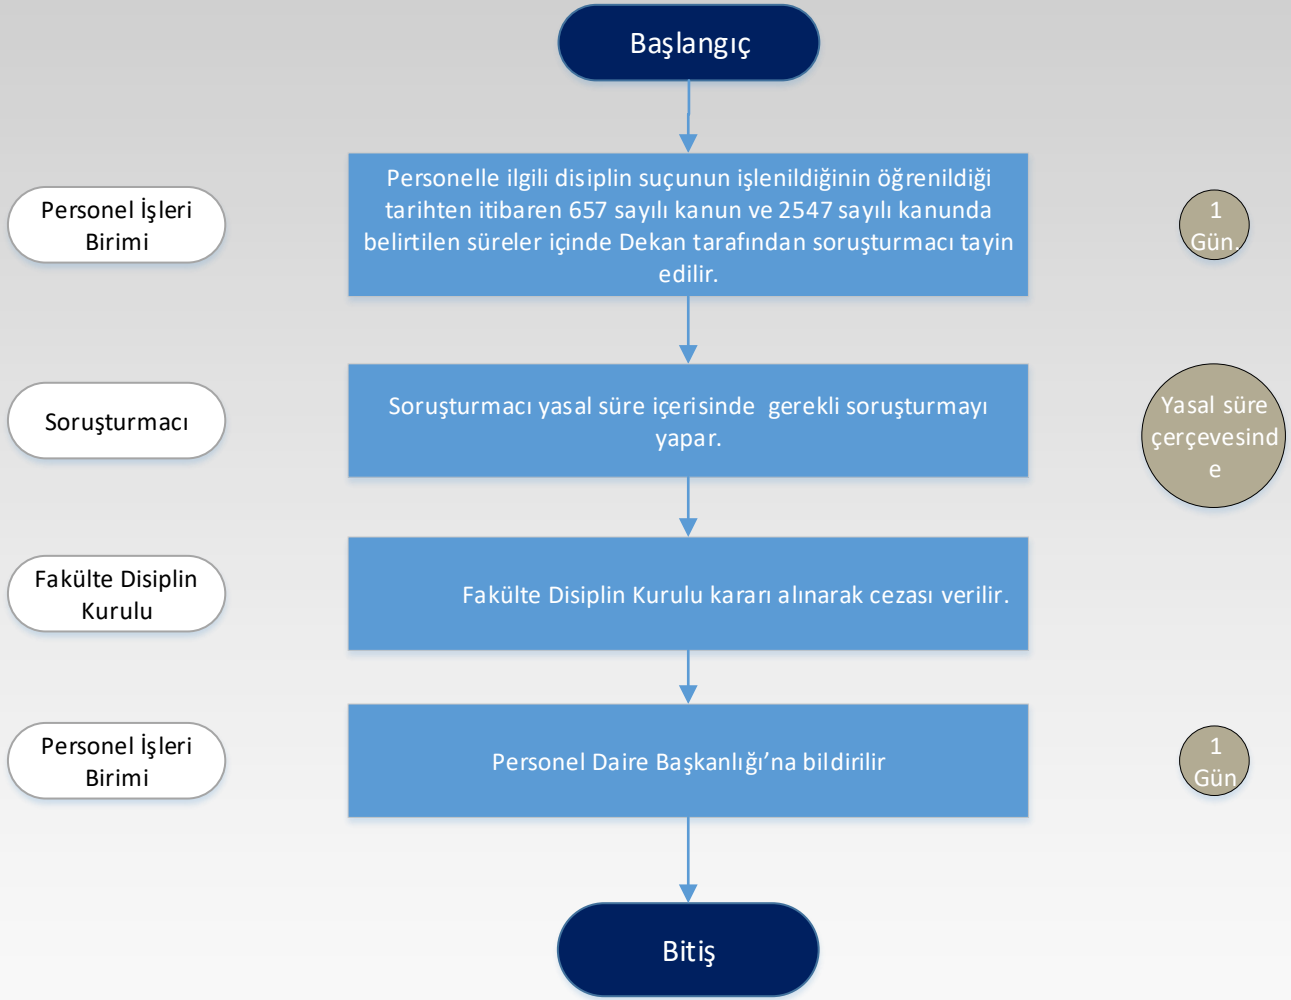 Başlangıç
Personel İşleri
Birimi
Personelle ilgili disiplin suçunun işlenildiğinin öğrenildiği
tarihten itibaren 657 sayılı kanun ve 2547 sayılı kanunda
belirtilen süreler içinde Dekan tarafından soruşturmacı tayin
edilir.
1
Gün.
Soruşturmacı
Soruşturmacı yasal süre içerisinde gerekli soruşturmayı
yapar.
Yasal süre
çerçevesind
e
Fakülte Disiplin
Kurulu
Fakülte Disiplin Kurulu kararı alınarak cezası verilir.
Personel İşleri
Birimi
Personel Daire Başkanlığı’na bildirilir
1
Gün
Bitiş